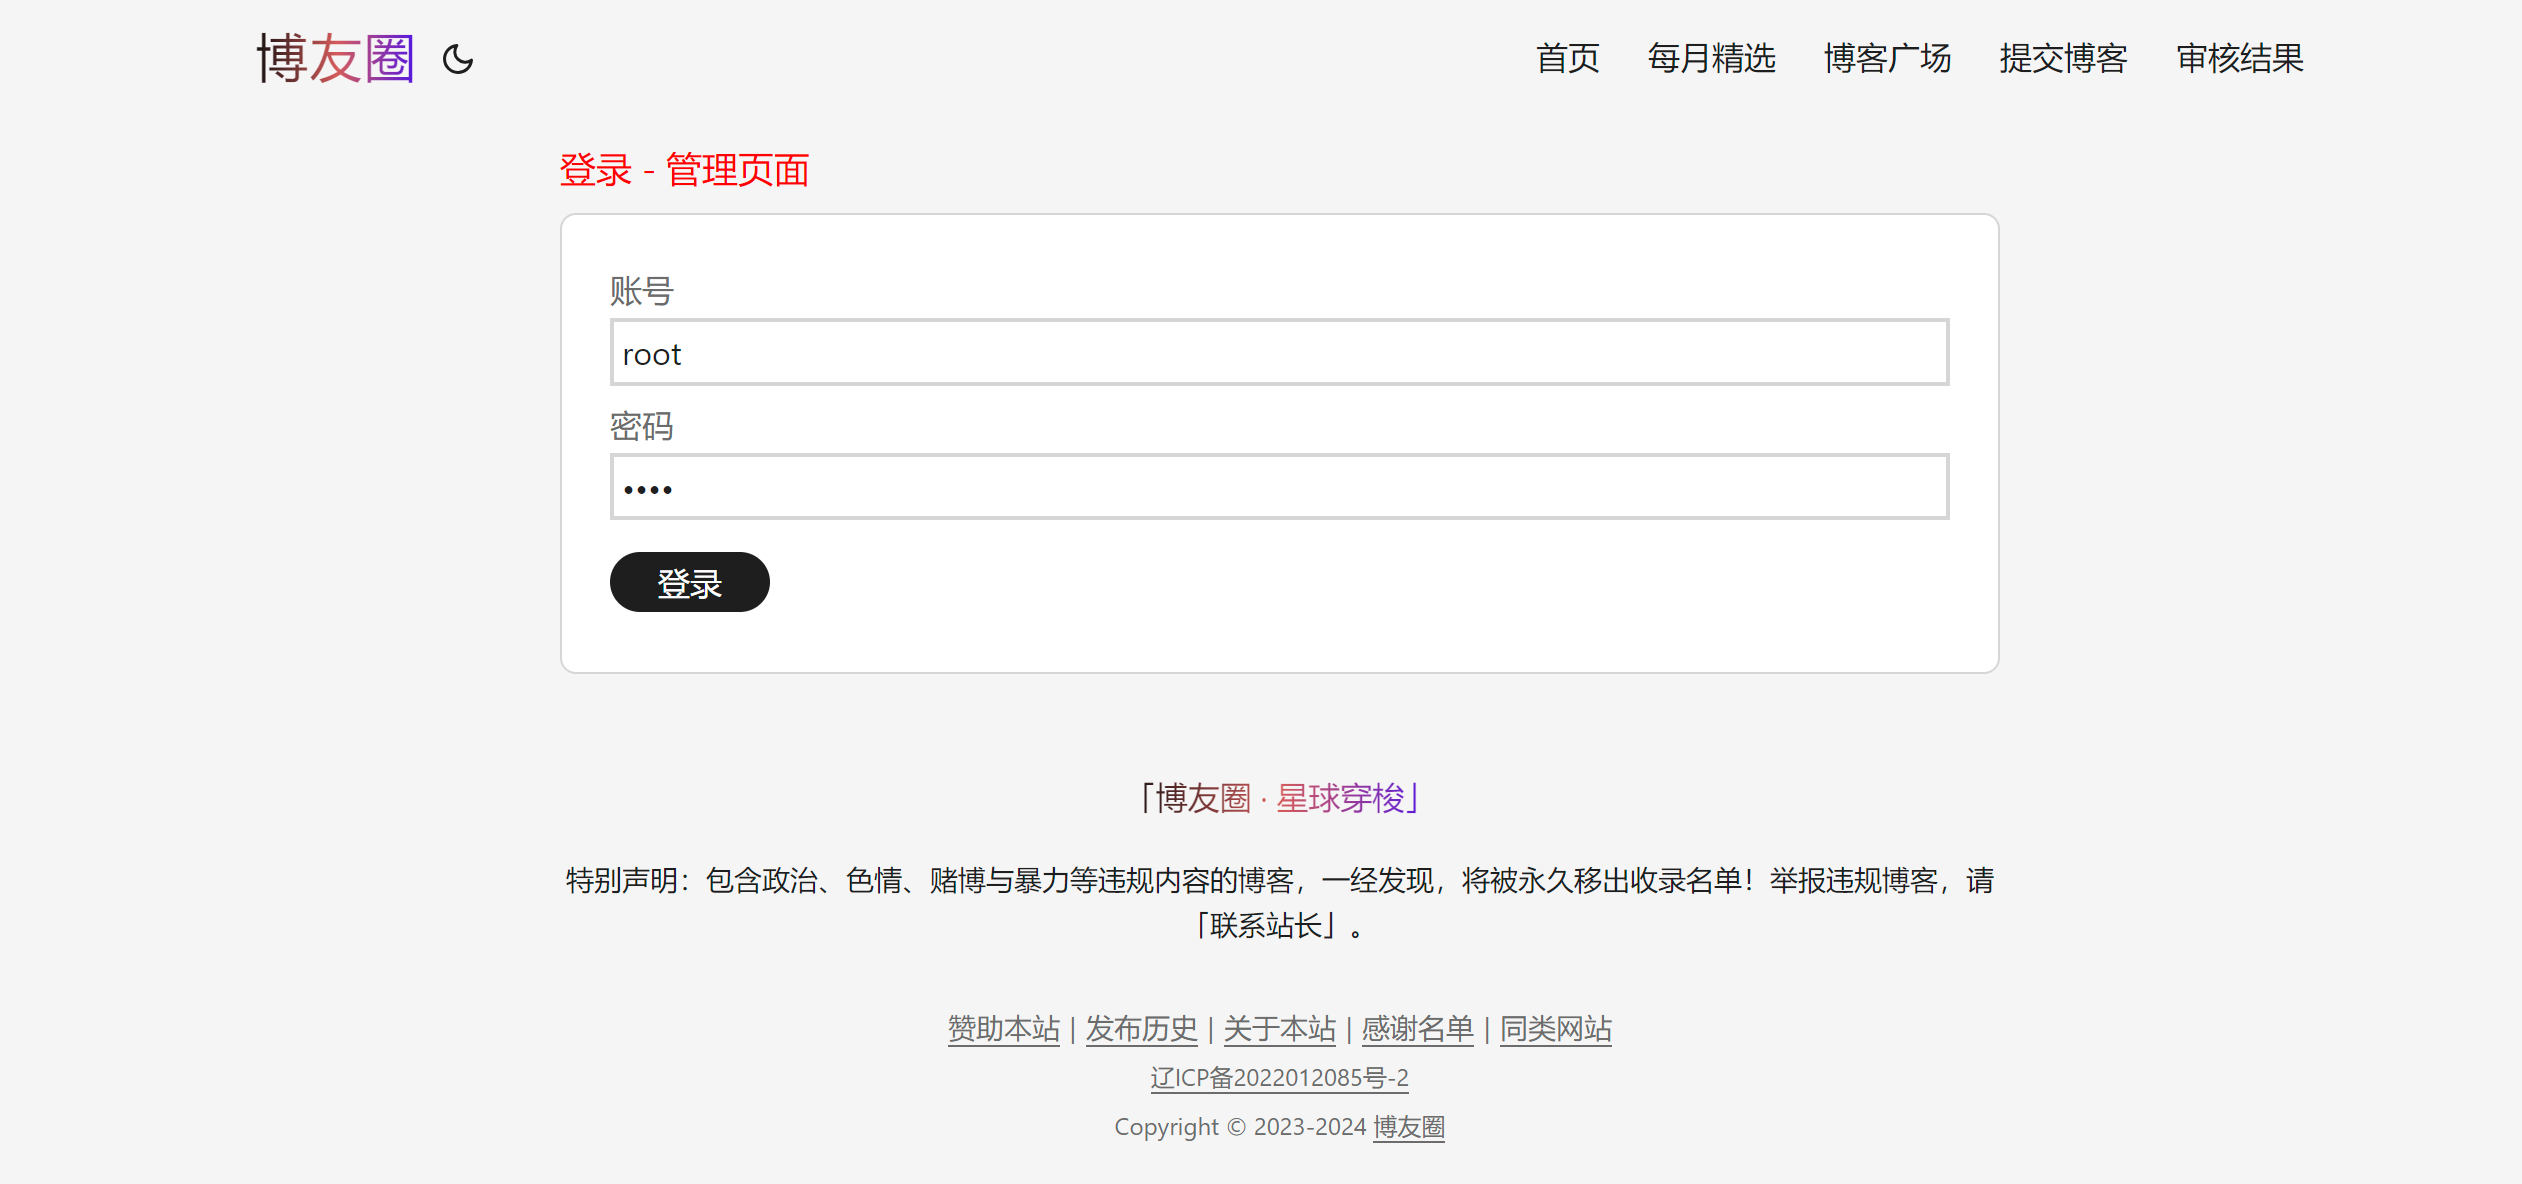 博友圈
首页 每月精选 博客广场 提交博客 审核结果
登录 - 管理页面
账号
root
密码
••••
登录
「博友圈 · 星球穿梭」
特别声明：包含政治、色情、赌博与暴力等违规内容的博客，一经发现，将被永久移出收录名单！举报违规博客，请
「联系站长」。
赞助本站 | 发布历史 | 关于本站 | 感谢名单 | 同类网站
辽ICP备2022012085号-2
Copyright © 2023-2024 博友圈